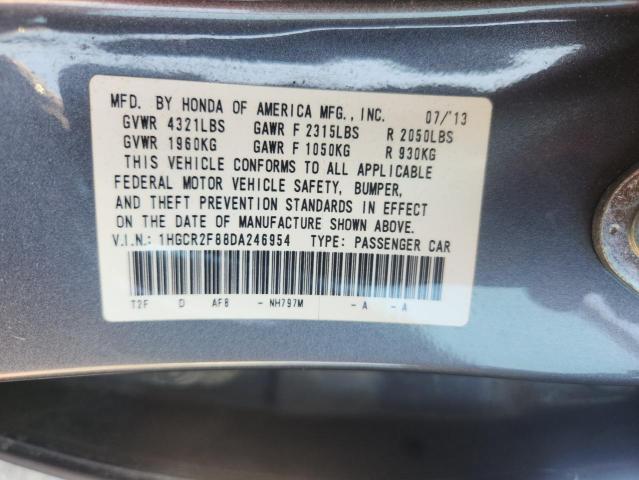 MFD. BY HONDA OF AMERICA MFG., INC. 07/'13
GVWR 4321LBS GAWR F 2315LBS R 2050LBS
GVWR 1960KG GAWR F 1050KG R 930KG
THIS VEHICLE CONFORMS TO ALL APPLICABLE
FEDERAL MOTOR VEHICLE SAFETY, BUMPER,
AND THEFT PREVENTION STANDARDS IN EFFECT
ON THE DATE OF MANUFACTURE SHOWN ABOVE.
V.I.N.: 1HGCR2F88DA246954 TYPE: PASSENGER CAR
T2F D AF8 - NH797M - A - A